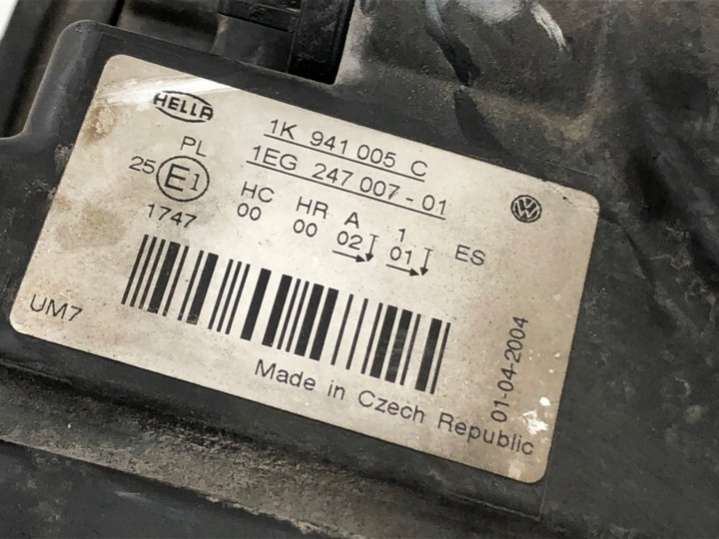 HELLA
1K 941 005 C
1EG 247 007-01
PL
25 E1
1747
HC HR A 1
00 00 02 01
ES
UM7
Made in Czech Republic
01-04-2004